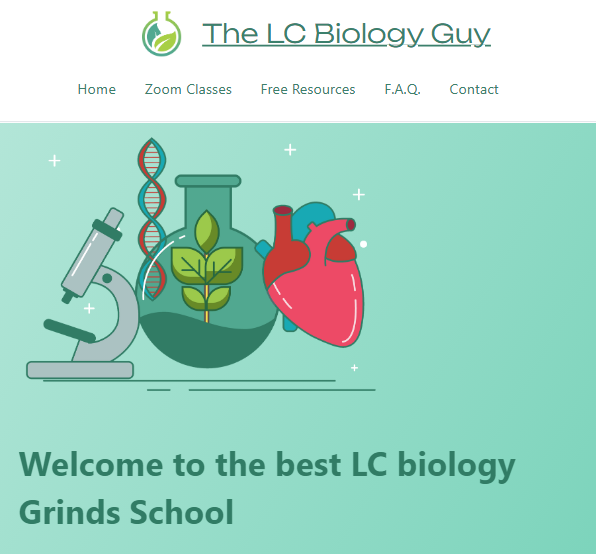 The LC Biology Guy
Home Zoom Classes Free Resources F.A.Q. Contact
Welcome to the best LC biology
Grinds School